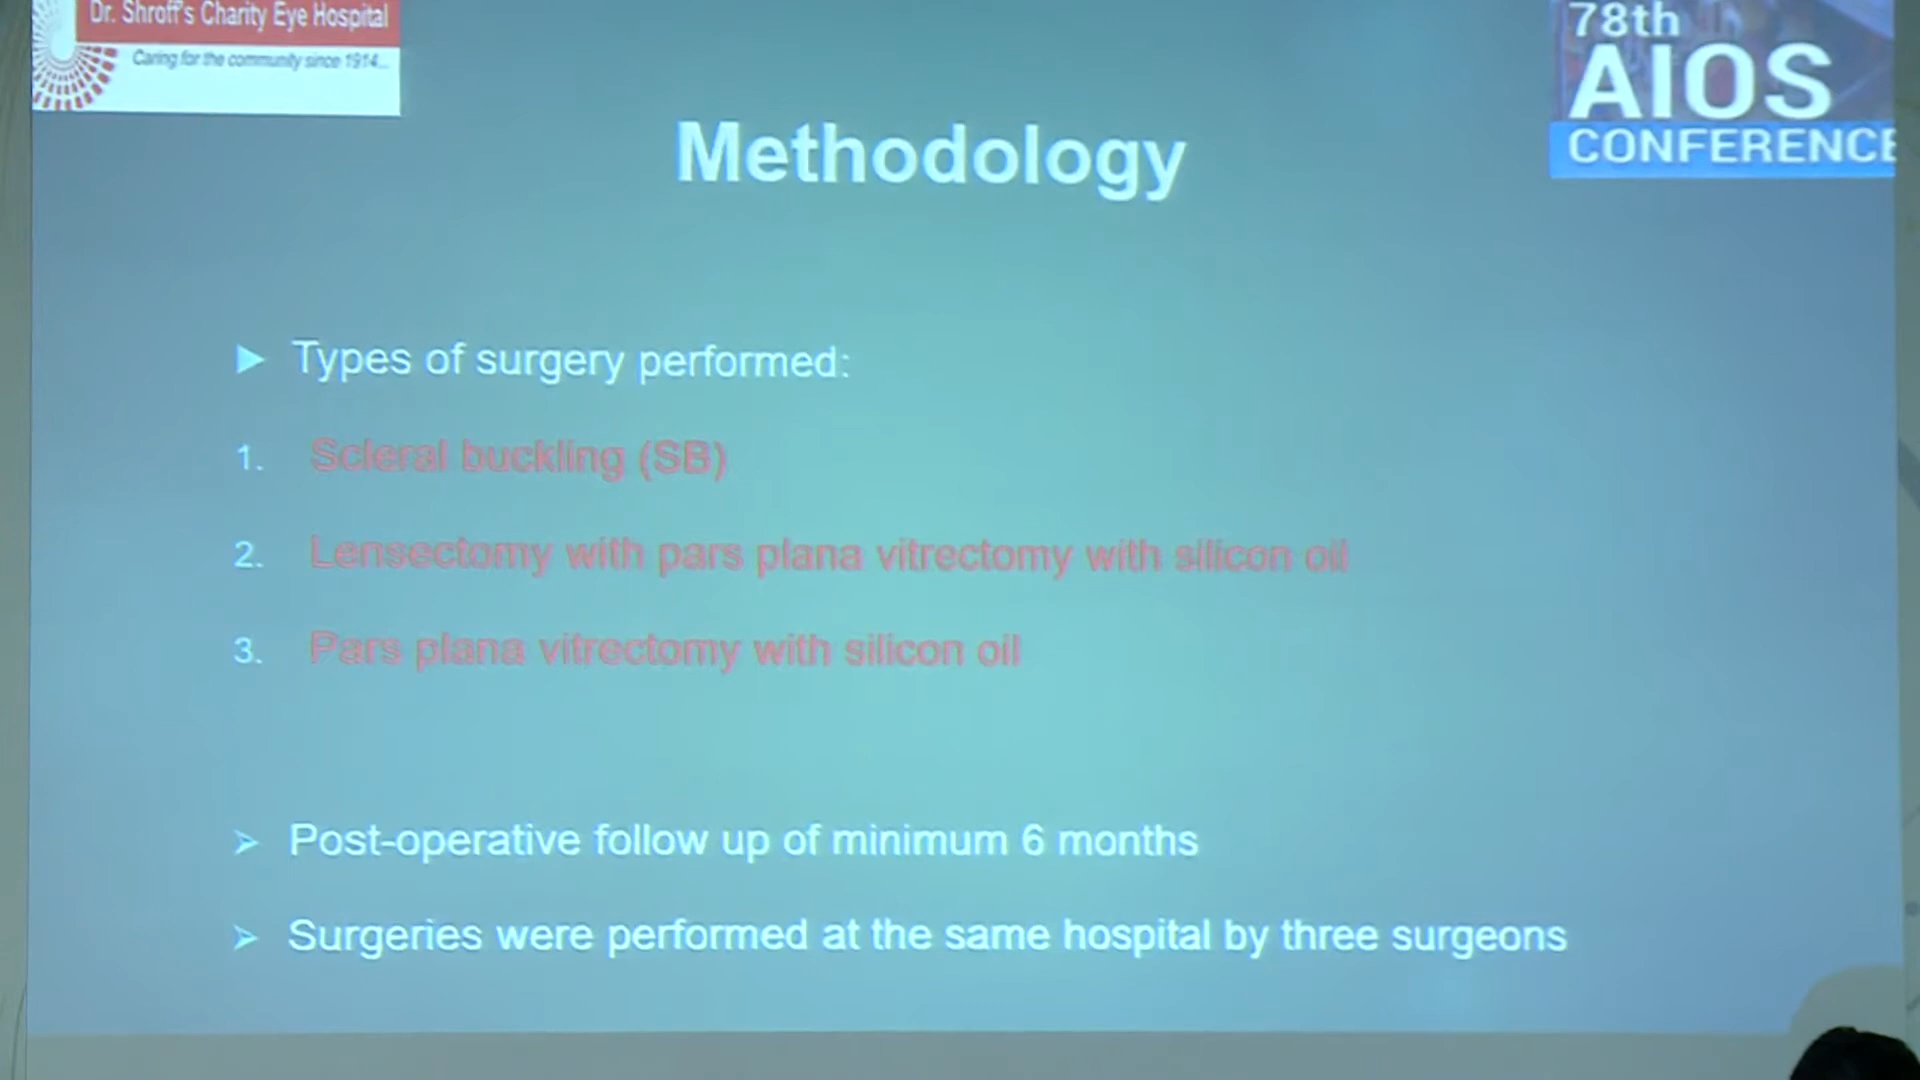 Dr. Shroff's Charity Eye Hospital
Caring for the community since 1914...
78th
AIOS
CONFERENCE
Methodology
Types of surgery performed:
1. Scleral buckling (SB)
2. Lensectomy with pars plana vitrectomy with silicon oil
3. Pars plana vitrectomy with silicon oil
Post-operative follow up of minimum 6 months
Surgeries were performed at the same hospital by three surgeons